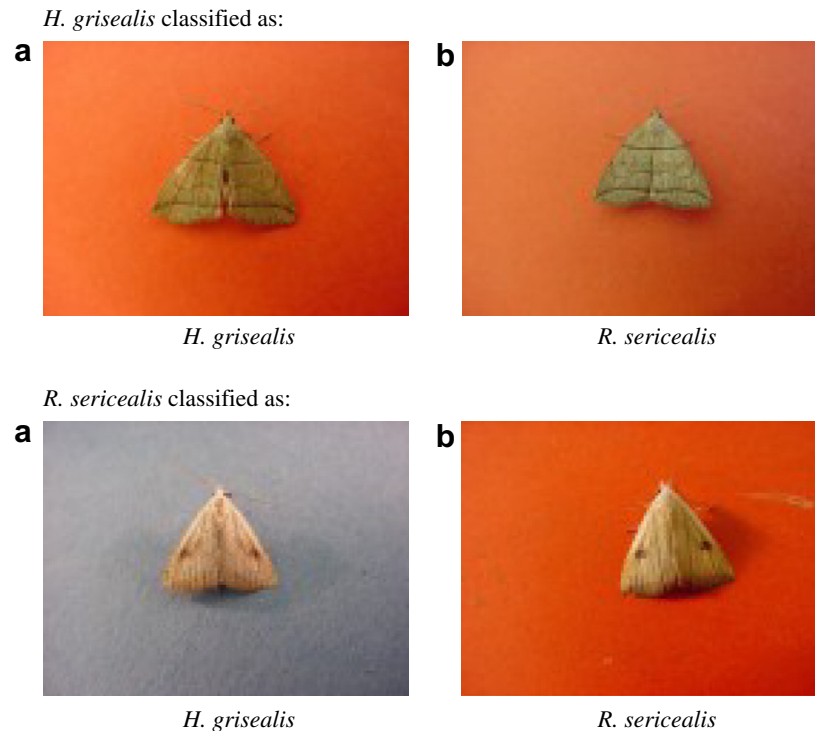 H. grisealis classified as:
a
b
H. grisealis
R. sericealis
R. sericealis classified as:
a
b
H. grisealis
R. sericealis